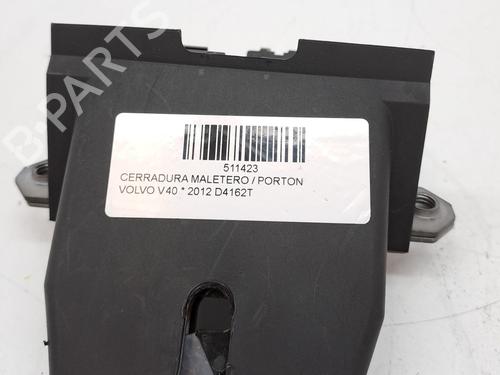 B-PARTS
511423
CERRADURA MALETERO / PORTON
VOLVO V40 * 2012 D4162T